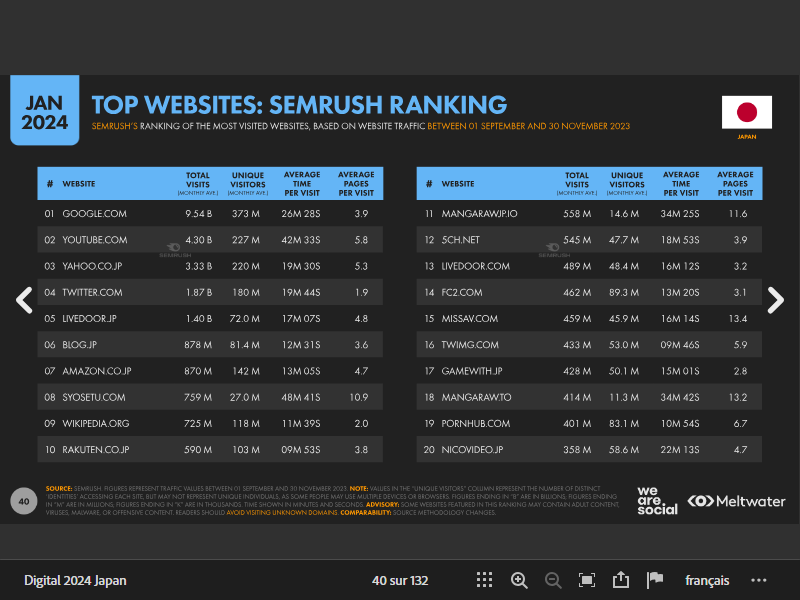 JAN
2024
TOP WEBSITES: SEMRUSH RANKING
SEMRUSH'S RANKING OF THE MOST VISITED WEBSITES, BASED ON WEBSITE TRAFFIC BETWEEN 01 SEPTEMBER AND 30 NOVEMBER 2023
JAPAN
# WEBSITE TOTAL VISITS (MONTHLY AVE.) UNIQUE VISITORS (MONTHLY AVE.) AVERAGE TIME PER VISIT AVERAGE PAGES PER VISIT
01 GOOGLE.COM 9.54 B 373 M 26M 28S 3.9
02 YOUTUBE.COM 4.30 B 227 M 42M 33S 5.8
03 YAHOO.CO.JP 3.33 B 220 M 19M 30S 5.3
04 TWITTER.COM 1.87 B 180 M 19M 44S 1.9
05 LIVEDOOR.JP 1.40 B 72.0 M 17M 07S 4.8
06 BLOG.JP 878 M 81.4 M 12M 31S 3.6
07 AMAZON.CO.JP 870 M 142 M 13M 05S 4.7
08 SYOSETU.COM 759 M 27.0 M 48M 41S 10.9
09 WIKIPEDIA.ORG 725 M 118 M 11M 39S 2.0
10 RAKUTEN.CO.JP 590 M 103 M 09M 53S 3.8
SEMRUSH
# WEBSITE TOTAL VISITS (MONTHLY AVE.) UNIQUE VISITORS (MONTHLY AVE.) AVERAGE TIME PER VISIT AVERAGE PAGES PER VISIT
11 MANGARAWJP.IO 558 M 14.6 M 34M 25S 11.6
12 5CH.NET 545 M 47.7 M 18M 53S 3.9
13 LIVEDOOR.COM 489 M 48.4 M 16M 12S 3.2
14 FC2.COM 462 M 89.3 M 13M 20S 3.1
15 MISSAV.COM 459 M 45.9 M 16M 14S 13.4
16 TWIMG.COM 433 M 53.0 M 09M 46S 5.9
17 GAMEWITH.JP 428 M 50.1 M 15M 01S 2.8
18 MANGARAW.TO 414 M 11.3 M 34M 42S 13.2
19 PORNHUB.COM 401 M 83.1 M 10M 54S 6.7
20 NICOVIDEO.JP 358 M 58.6 M 22M 13S 4.7
SEMRUSH
40
SOURCE: SEMRUSH. FIGURES REPRESENT TRAFFIC VALUES BETWEEN 01 SEPTEMBER AND 30 NOVEMBER 2023. NOTE: VALUES IN THE "UNIQUE VISITORS" COLUMN REPRESENT THE NUMBER OF DISTINCT
'IDENTITIES' ACCESSING EACH SITE, BUT MAY NOT REPRESENT UNIQUE INDIVIDUALS, AS SOME PEOPLE MAY USE MULTIPLE DEVICES OR BROWSERS. FIGURES ENDING IN "B" ARE IN BILLIONS, FIGURES ENDING
IN "M" ARE IN MILLIONS; FIGURES ENDING IN "K" ARE IN THOUSANDS. TIME SHOWN IN MINUTES AND SECONDS. ADVISORY: SOME WEBSITES FEATURED IN THIS RANKING MAY CONTAIN ADULT CONTENT,
VIRUSES, MALWARE, OR OFFENSIVE CONTENT. READERS SHOULD AVOID VISITING UNKNOWN DOMAINS. COMPARABILITY: SOURCE METHODOLOGY CHANGES.
we
are.
social
Meltwater
Digital 2024 Japan
40 sur 132
français